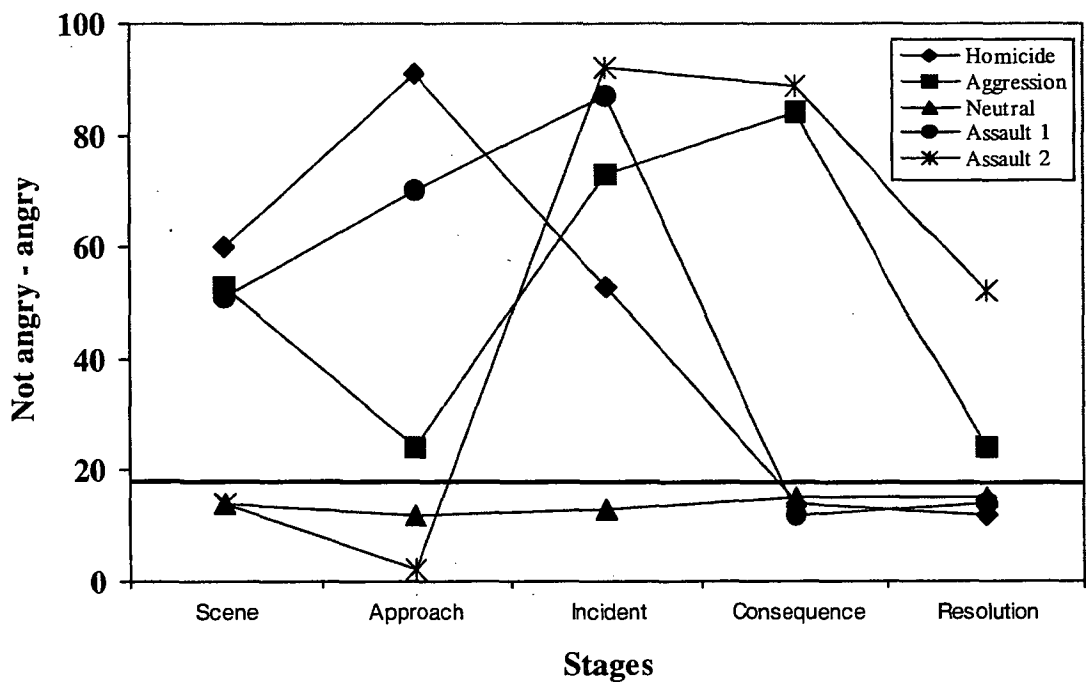 100
80
60
40
20
0
Not angry - angry
Homicide
Aggression
Neutral
Assault 1
Assault 2
Scene Approach Incident Consequence Resolution
Stages